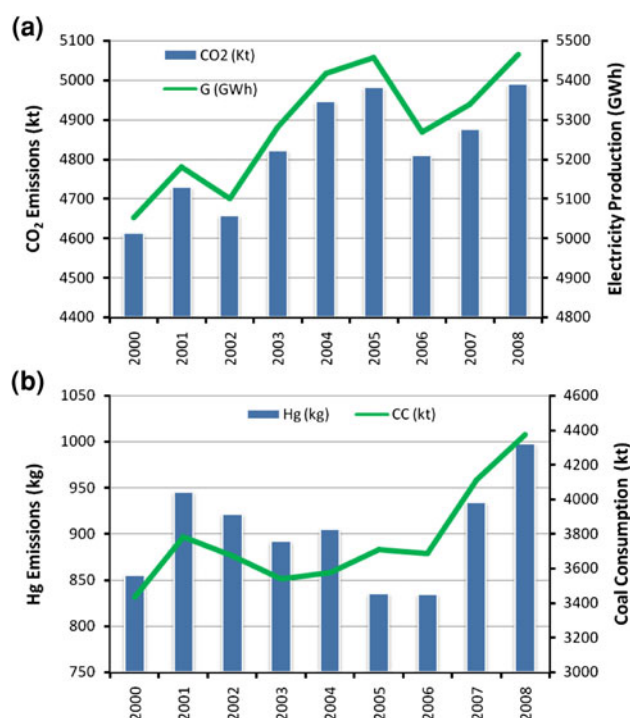 (a)
CO2 (Kt)
G (GWh)
5100
5000
4900
4800
4700
4600
4500
4400
CO2 Emissions (kt)
5500
5400
5300
5200
5100
5000
4900
4800
Electricity Production (GWh)
2000 2001 2002 2003 2004 2005 2006 2007 2008
(b)
Hg (kg) CC (kt)
1050
1000
950
900
850
800
750
Hg Emissions (kg)
4600
4400
4200
4000
3800
3600
3400
3200
3000
Coal Consumption (kt)
2000 2001 2002 2003 2004 2005 2006 2007 2008